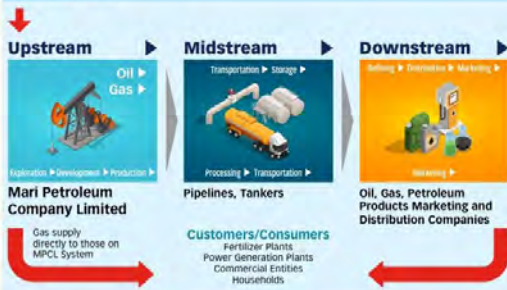 Upstream
Oil
Gas
Exploration Development Production
Mari Petroleum
Company Limited
Gas supply
directly to those on
MPCL System
Midstream
Transportation Storage
Processing Transportation
Pipelines, Tankers
Customers/Consumers
Fertilizer Plants
Power Generation Plants
Commercial Entities
Households
Downstream
Refining Distribution Marketing
Oil, Gas, Petroleum
Products Marketing and
Distribution Companies